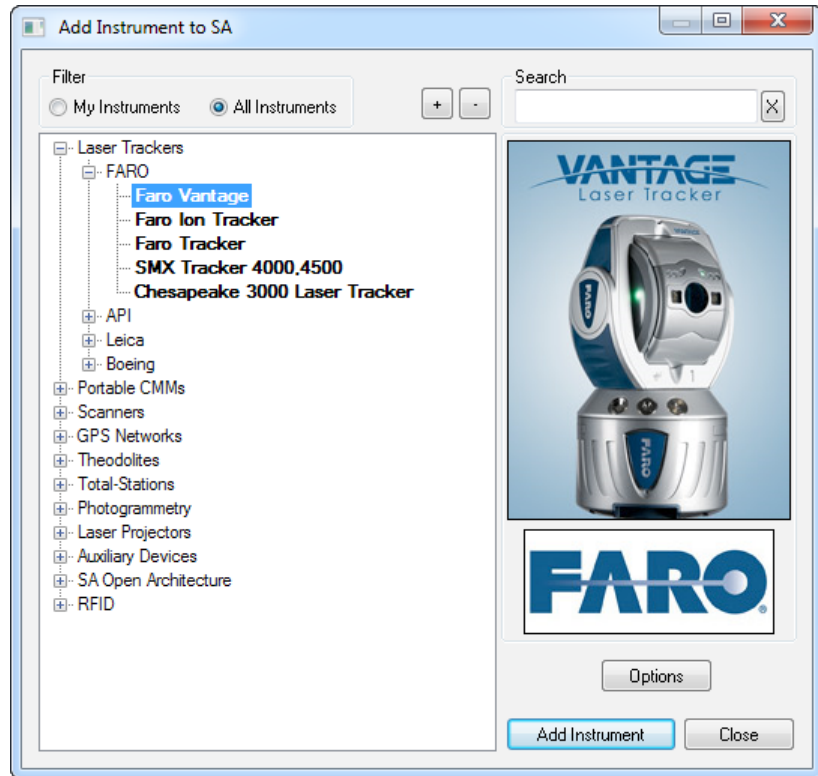 Add Instrument to SA
Filter
My Instruments
All Instruments
+
-
Search
X
Laser Trackers
FARO
Faro Vantage
Faro Ion Tracker
Faro Tracker
SMX Tracker 4000,4500
Chesapeake 3000 Laser Tracker
API
Leica
Boeing
Portable CMMs
Scanners
GPS Networks
Theodolites
Total-Stations
Photogrammetry
Laser Projectors
Auxiliary Devices
SA Open Architecture
RFID
VANTAGE
Laser Tracker
FARO
FARO
FARO
Options
Add Instrument
Close